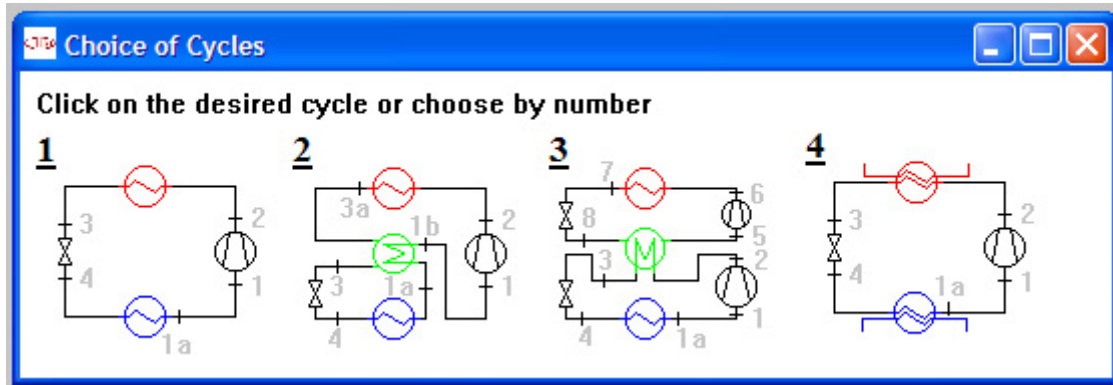 Choice of Cycles
Click on the desired cycle or choose by number
1 2 3 4
3 2 4 1 1a
3a 1b 2 3 1a 1 4
7 6 8 5 3 2 4 1a 1
3 2 4 1a 1